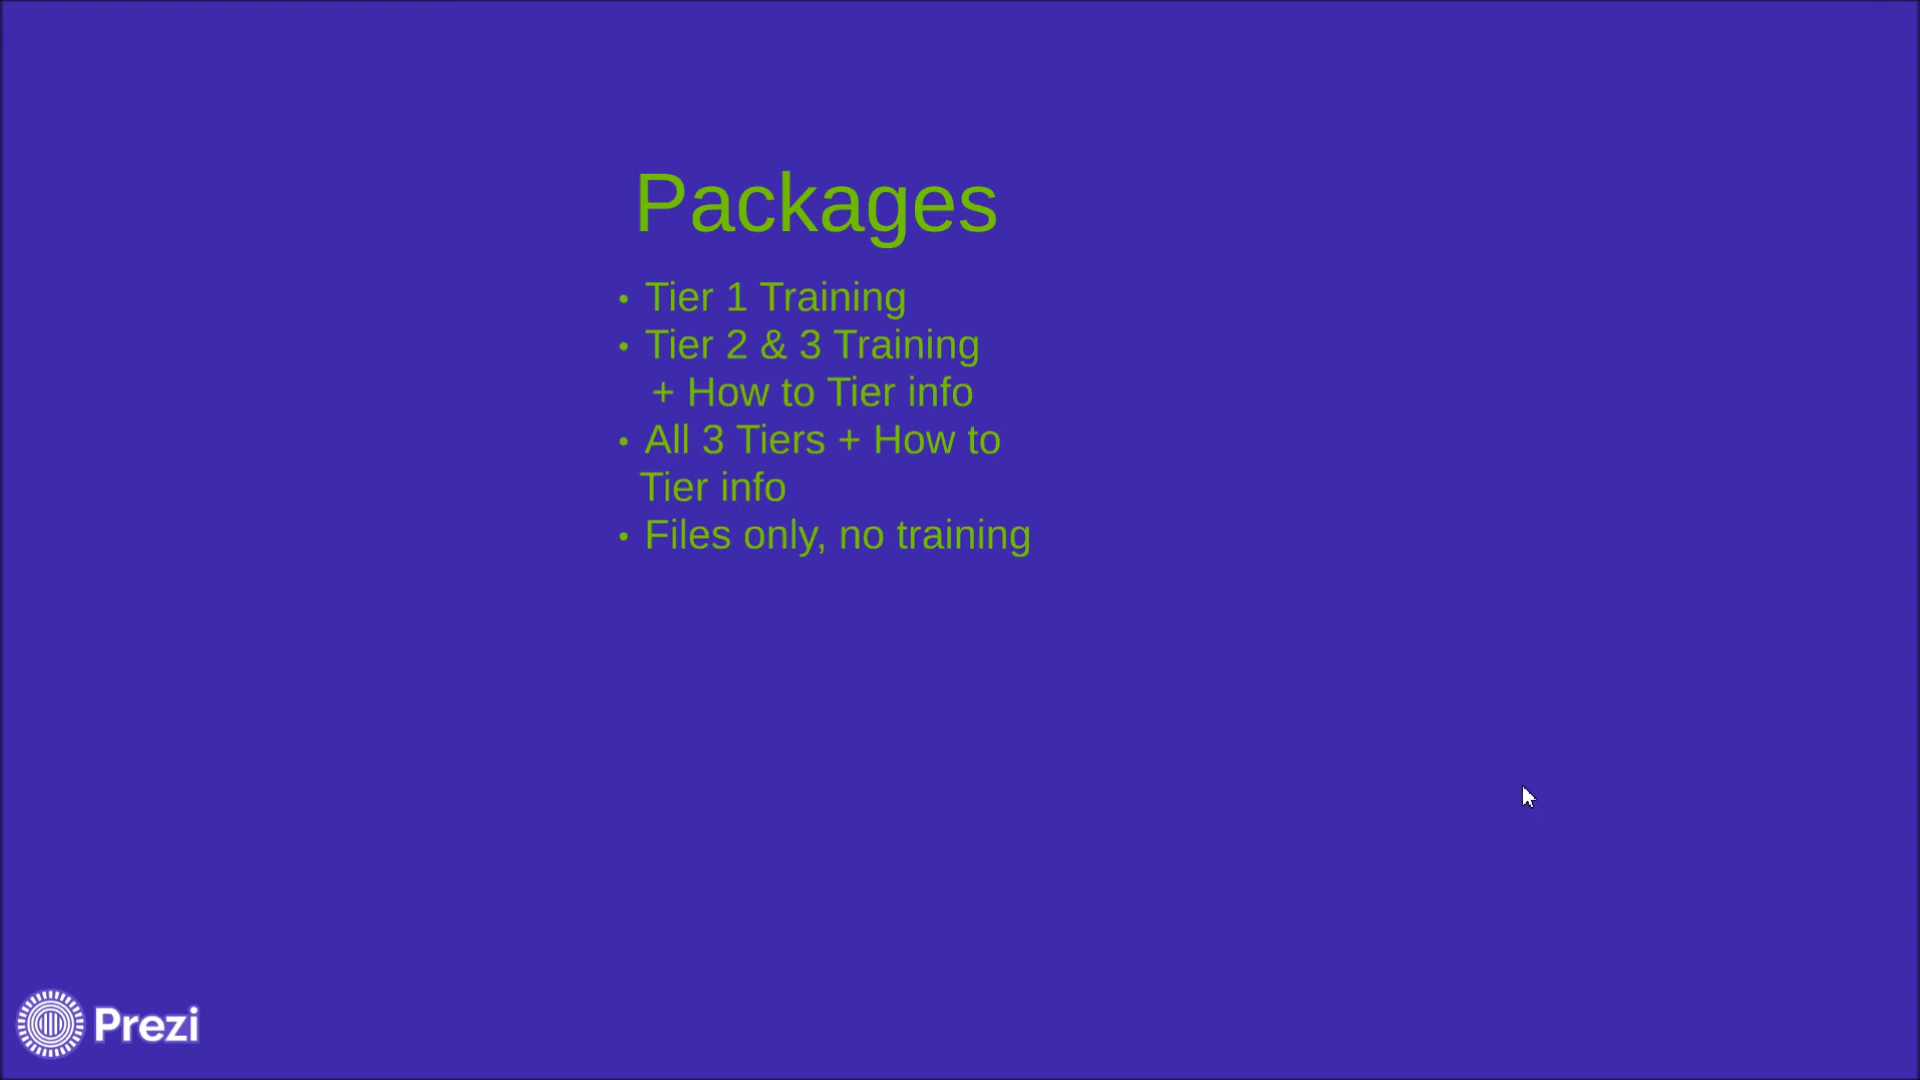 Packages
• Tier 1 Training
• Tier 2 & 3 Training
+ How to Tier info
• All 3 Tiers + How to
Tier info
• Files only, no training
Prezi